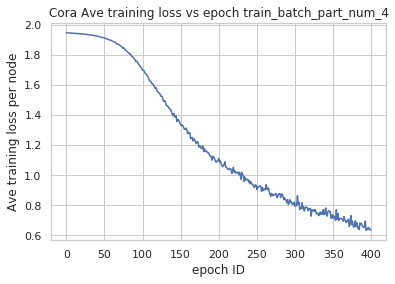 Cora Ave training loss vs epoch train_batch_part_num_4
2.0
1.8
1.6
1.4
1.2
1.0
0.8
0.6
Ave training loss per node
0 50 100 150 200 250 300 350 400
epoch ID